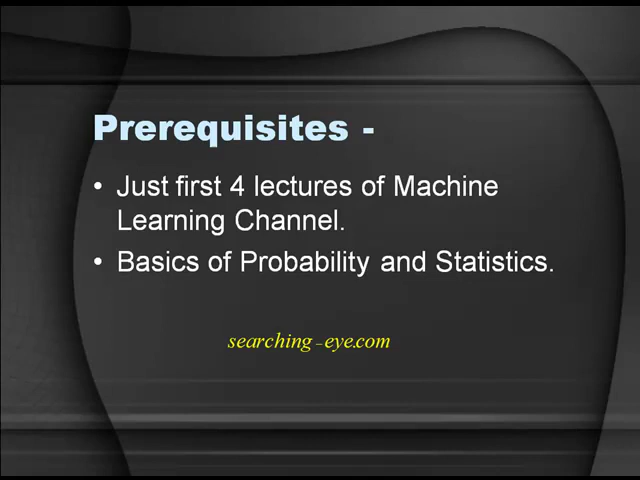 Prerequisites -
• Just first 4 lectures of Machine
Learning Channel.
• Basics of Probability and Statistics.
searching-eye.com